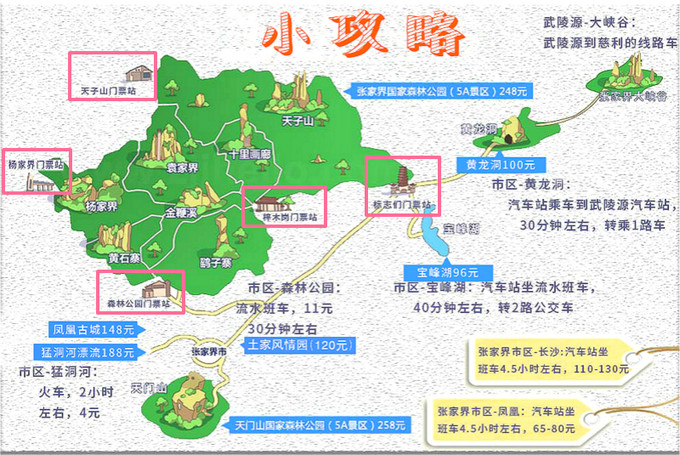 小攻略
武陵源-大峡谷：
武陵源到慈利的线路车
天子山门票站
张家界国家森林公园（5A景区）248元
张家界大峡谷
天子山
黄龙洞
十里画廊
杨家界门票站
袁家界
黄龙洞100元
市区-黄龙洞：
汽车站乘车到武陵源汽车站，
30分钟左右，转乘1路车
杨家界
金鞭溪
梓木岗门票站
标志们门票站
宝峰湖
黄石寨
鹞子寨
宝峰湖96元
森林公园门票站
市区-森林公园：
流水班车，11元
30分钟左右
市区-宝峰湖：汽车站坐流水班车，
40分钟左右，转2路公交车
凤凰古城148元
猛洞河漂流188元
张家界市
土家风情园（120元）
市区-猛洞河：
火车，2小时
左右，4元
天门山
天门山国家森林公园（5A景区）258元
张家界市区-长沙：汽车站坐
班车4.5小时左右，110-130元
张家界市区-凤凰：汽车站坐
班车4.5小时左右，65-80元